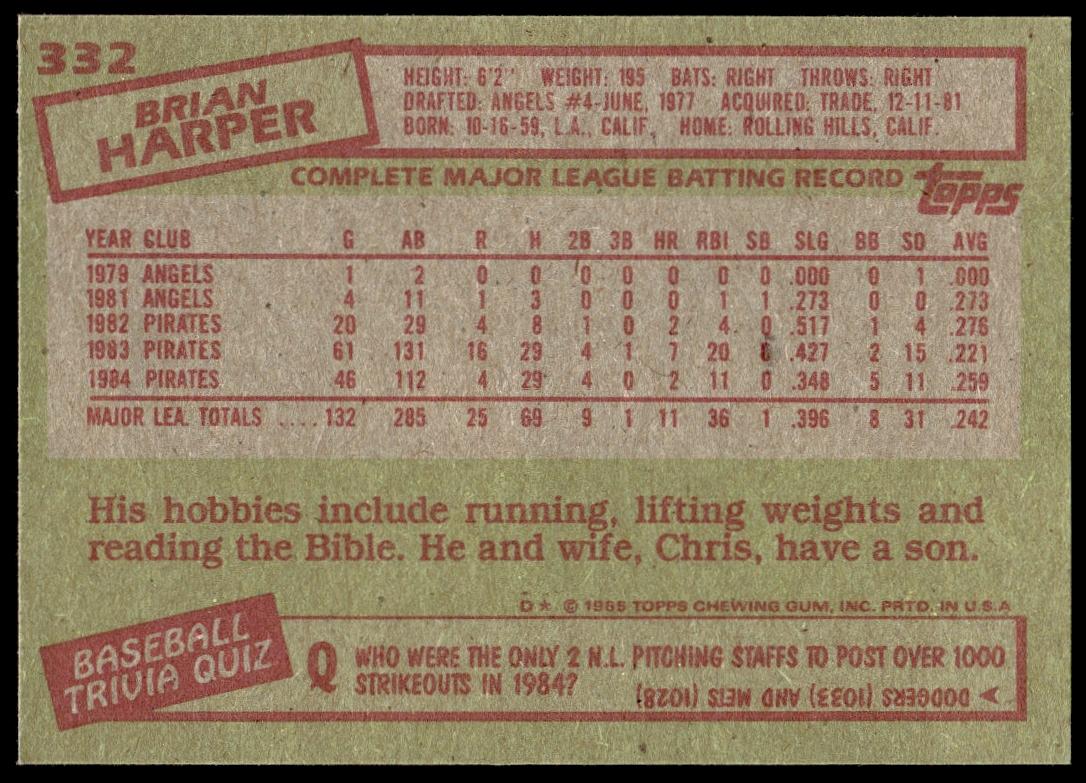 332
BRIAN
HARPER
HEIGHT: 6'2" WEIGHT: 195 BATS: RIGHT THROWS: RIGHT
DRAFTED: ANGELS #4-JUNE, 1977 ACQUIRED: TRADE, 12-11-81
BORN: 10-16-59, L.A., CALIF. HOME: ROLLING HILLS, CALIF.
COMPLETE MAJOR LEAGUE BATTING RECORD topps
YEAR CLUB G AB R H 2B 3B HR RBI SB SLG BB SO AVG
1979 ANGELS 1 2 0 0 0 0 0 0 0 .000 0 1 .000
1981 ANGELS 4 11 1 3 0 0 0 1 1 .273 0 0 .273
1982 PIRATES 20 29 4 8 1 0 2 4 0 .517 1 4 .276
1983 PIRATES 61 131 16 29 4 1 7 20 0 .427 2 15 .221
1984 PIRATES 46 112 4 29 4 0 2 11 0 .348 5 11 .259
MAJOR LEA. TOTALS ..... 132 285 25 69 9 1 11 36 1 .396 8 31 .242
His hobbies include running, lifting weights and
reading the Bible. He and wife, Chris, have a son.
D* © 1985 TOPPS CHEWING GUM, INC. PRTD. IN U.S.A
BASEBALL
TRIVIA QUIZ
Q WHO WERE THE ONLY 2 N.L. PITCHING STAFFS TO POST OVER 1000
STRIKEOUTS IN 1984?
DODGERS (1033) AND METS (1028)